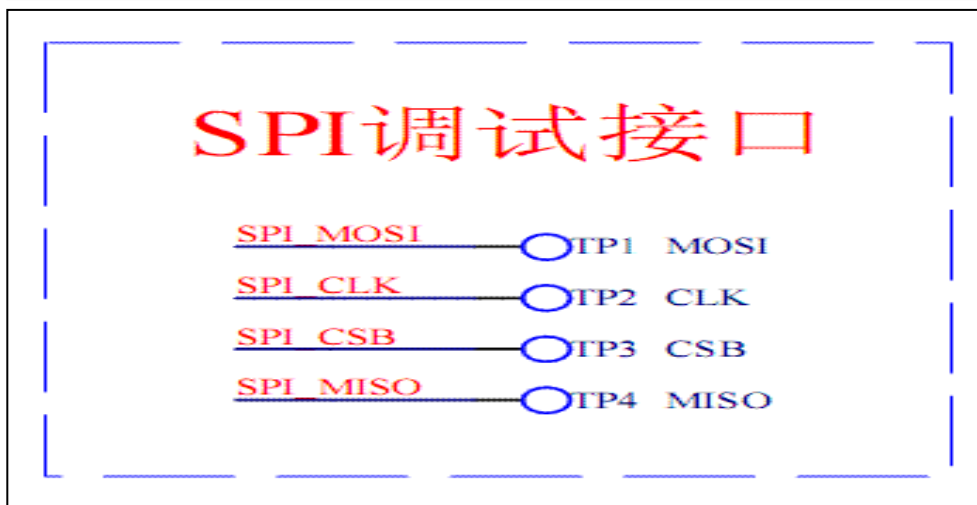 SPI调试接口
SPI_MOSI TP1 MOSI
SPI_CLK TP2 CLK
SPI_CSB TP3 CSB
SPI_MISO TP4 MISO